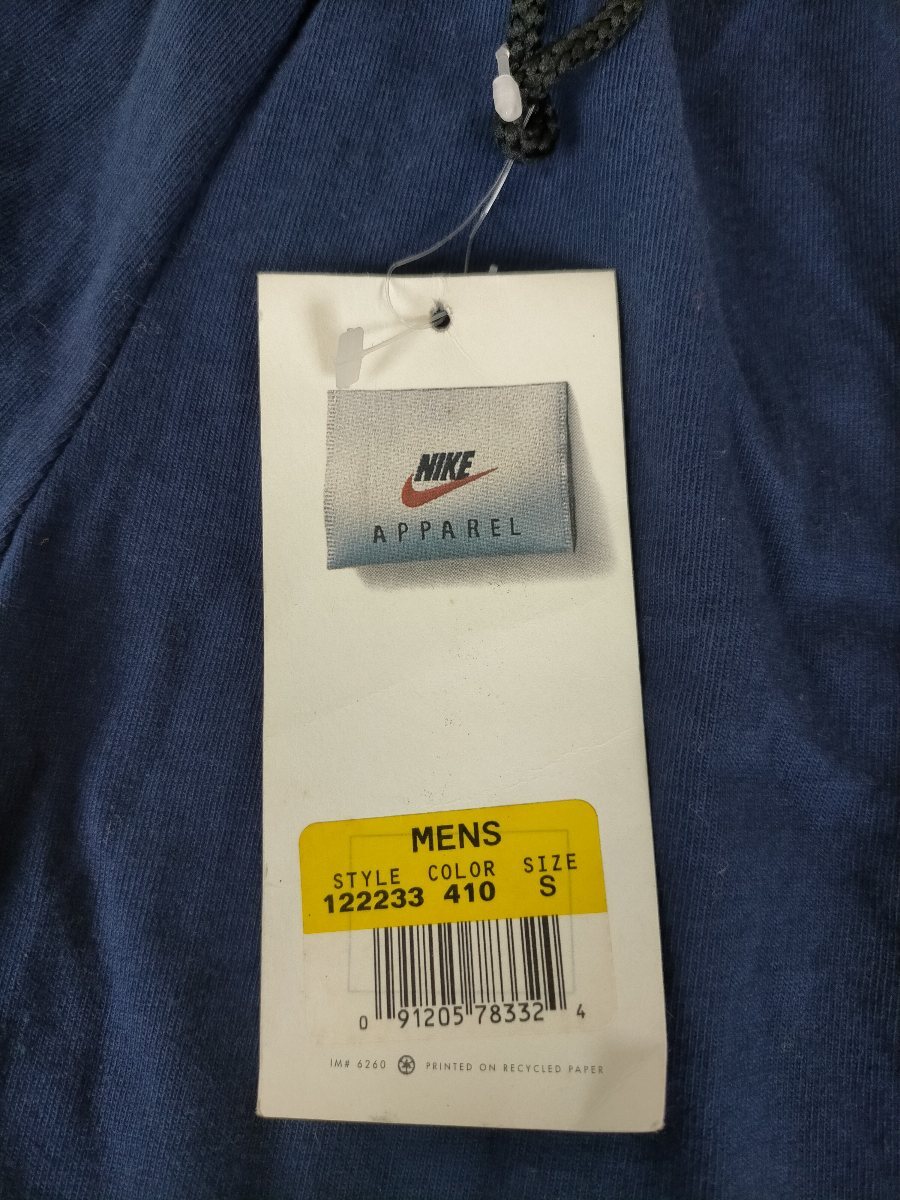 NIKE
APPAREL
MENS
STYLE COLOR SIZE
122233 410 S
0 91205 78332 4
IM# 6260 PRINTED ON RECYCLED PAPER